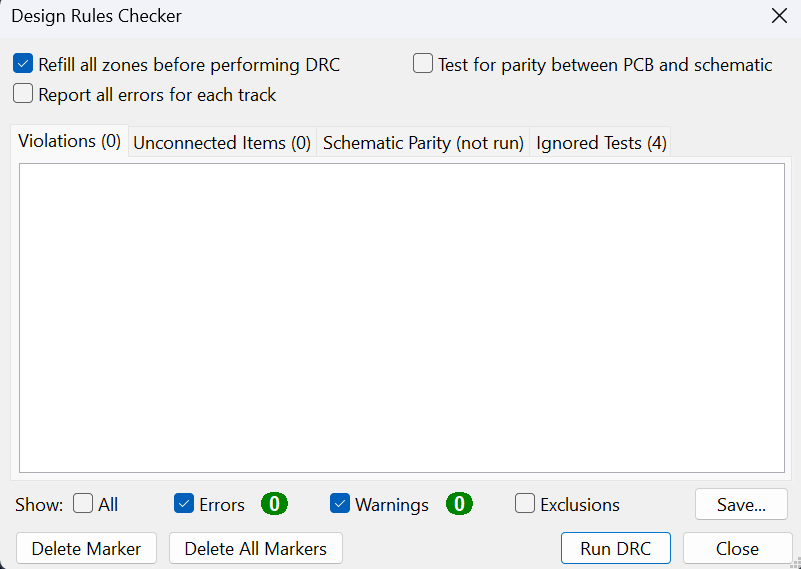 Design Rules Checker
Refill all zones before performing DRC Test for parity between PCB and schematic
Report all errors for each track
Violations (0) Unconnected Items (0) Schematic Parity (not run) Ignored Tests (4)
Show: All Errors 0 Warnings 0 Exclusions Save...
Delete Marker Delete All Markers Run DRC Close